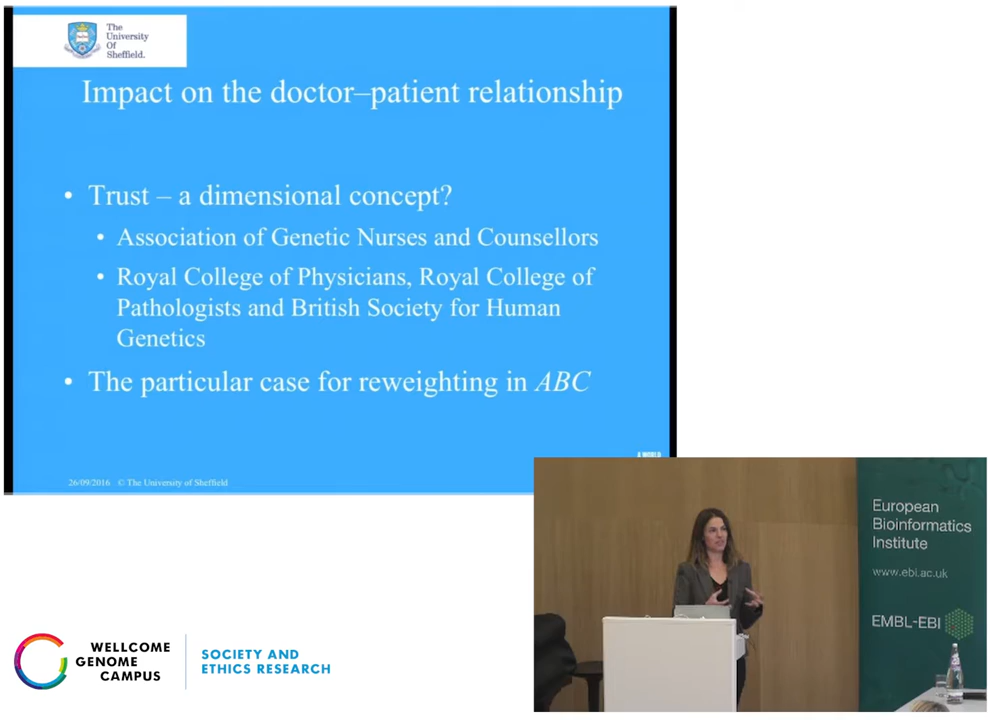 The
University
Of
Sheffield.
Impact on the doctor–patient relationship
• Trust – a dimensional concept?
• Association of Genetic Nurses and Counsellors
• Royal College of Physicians, Royal College of
Pathologists and British Society for Human
Genetics
• The particular case for reweighting in ABC
A WORLD
26/09/2016 © The University of Sheffield
European
Bioinformatics
Institute
www.ebi.ac.uk
EMBL-EBI
WELLCOME
GENOME
CAMPUS
SOCIETY AND
ETHICS RESEARCH